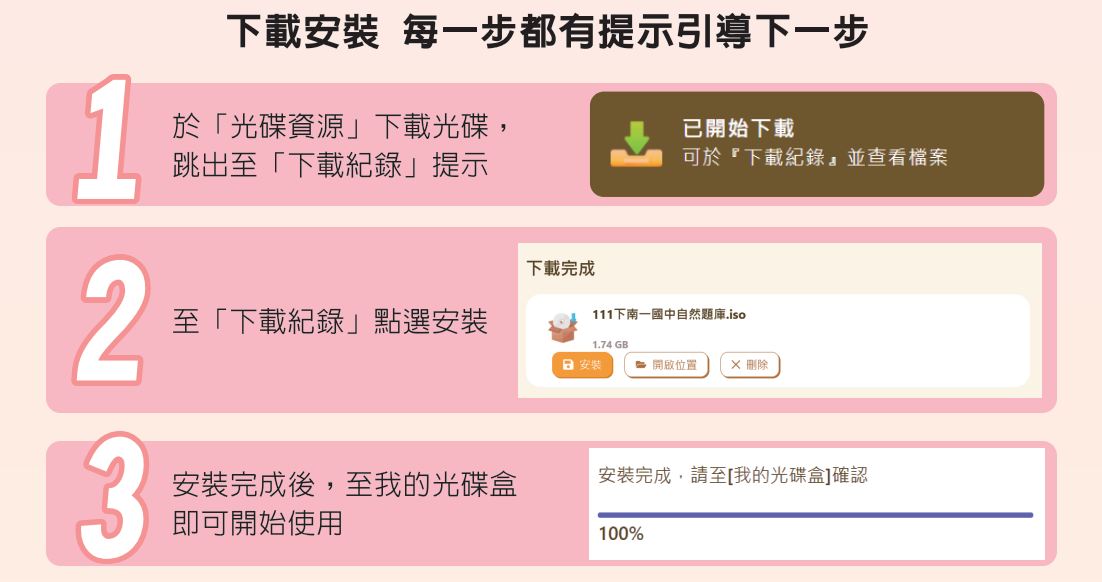 下載安裝 每一步都有提示引導下一步
1
於「光碟資源」下載光碟，
跳出至「下載紀錄」提示
已開始下載
可於『下載紀錄』並查看檔案
2
至「下載紀錄」點選安裝
下載完成
111下南一國中自然題庫.iso
1.74 GB
安裝
開啟位置
刪除
3
安裝完成後，至我的光碟盒
即可開始使用
安裝完成，請至[我的光碟盒]確認
100%